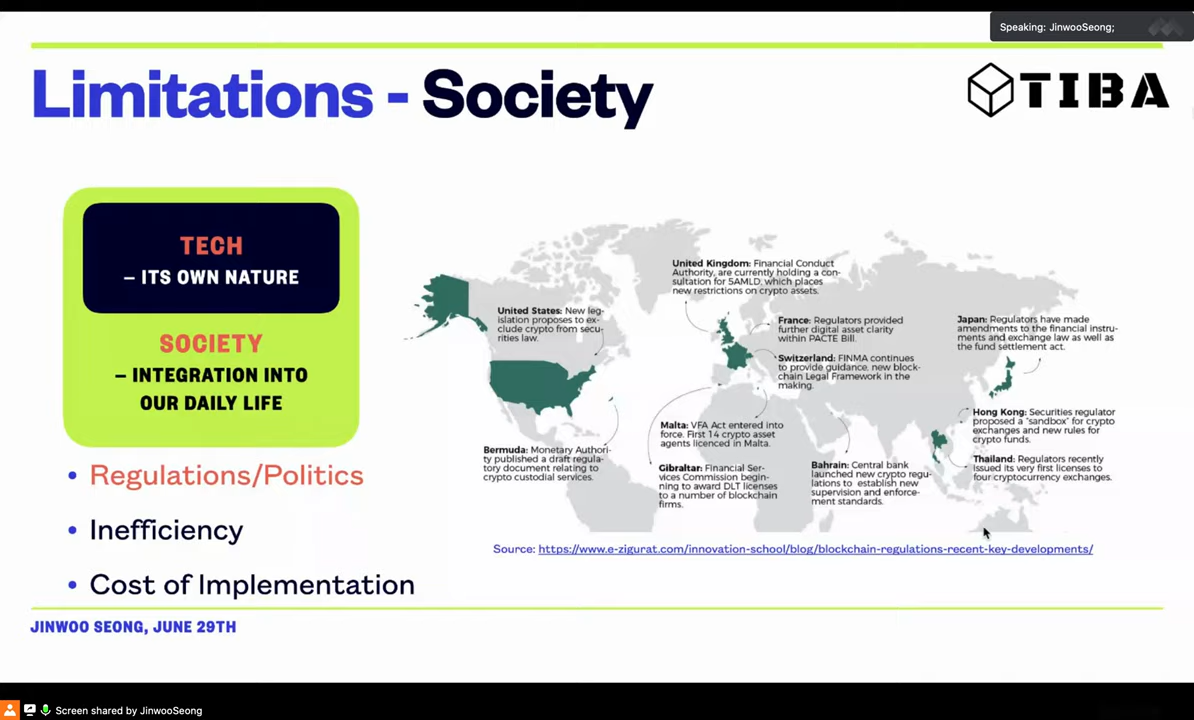 Speaking: JinwooSeong;
Limitations - Society
TIBA
TECH
– ITS OWN NATURE
SOCIETY
– INTEGRATION INTO
OUR DAILY LIFE
• Regulations/Politics
• Inefficiency
• Cost of Implementation
United States: New leg-
islation proposes to ex-
clude crypto from secu-
rities law.
Bermuda: Monetary Authori-
ty published a draft regula-
tory document relating to
crypto custodial services.
United Kingdom: Financial Conduct
Authority, are currently holding a con-
sultation for 5AMLD, which places
new restrictions on crypto assets.
France: Regulators provided
further digital asset clarity
within PACTE Bill.
Switzerland: FINMA continues
to provide guidance, new block-
chain Legal Framework in the
making.
Malta: VFA Act entered into
force. First 14 crypto asset
agents licenced in Malta.
Gibraltar: Financial Ser-
vices Commission begin-
ning to award DLT licenses
to a number of blockchain
firms.
Bahrain: Central bank
launched new crypto regu-
lations to establish new
supervision and enforce-
ment standards.
Japan: Regulators have made
amendments to the financial instru-
ments and exchange law as well as
the fund settlement act.
Hong Kong: Securities regulator
proposed a "sandbox" for crypto
exchanges and new rules for
crypto funds.
Thailand: Regulators recently
issued its very first licenses to
four cryptocurrency exchanges.
Source: https://www.e-zigurat.com/innovation-school/blog/blockchain-regulations-recent-key-developments/
JINWOO SEONG, JUNE 29TH
Screen shared by JinwooSeong